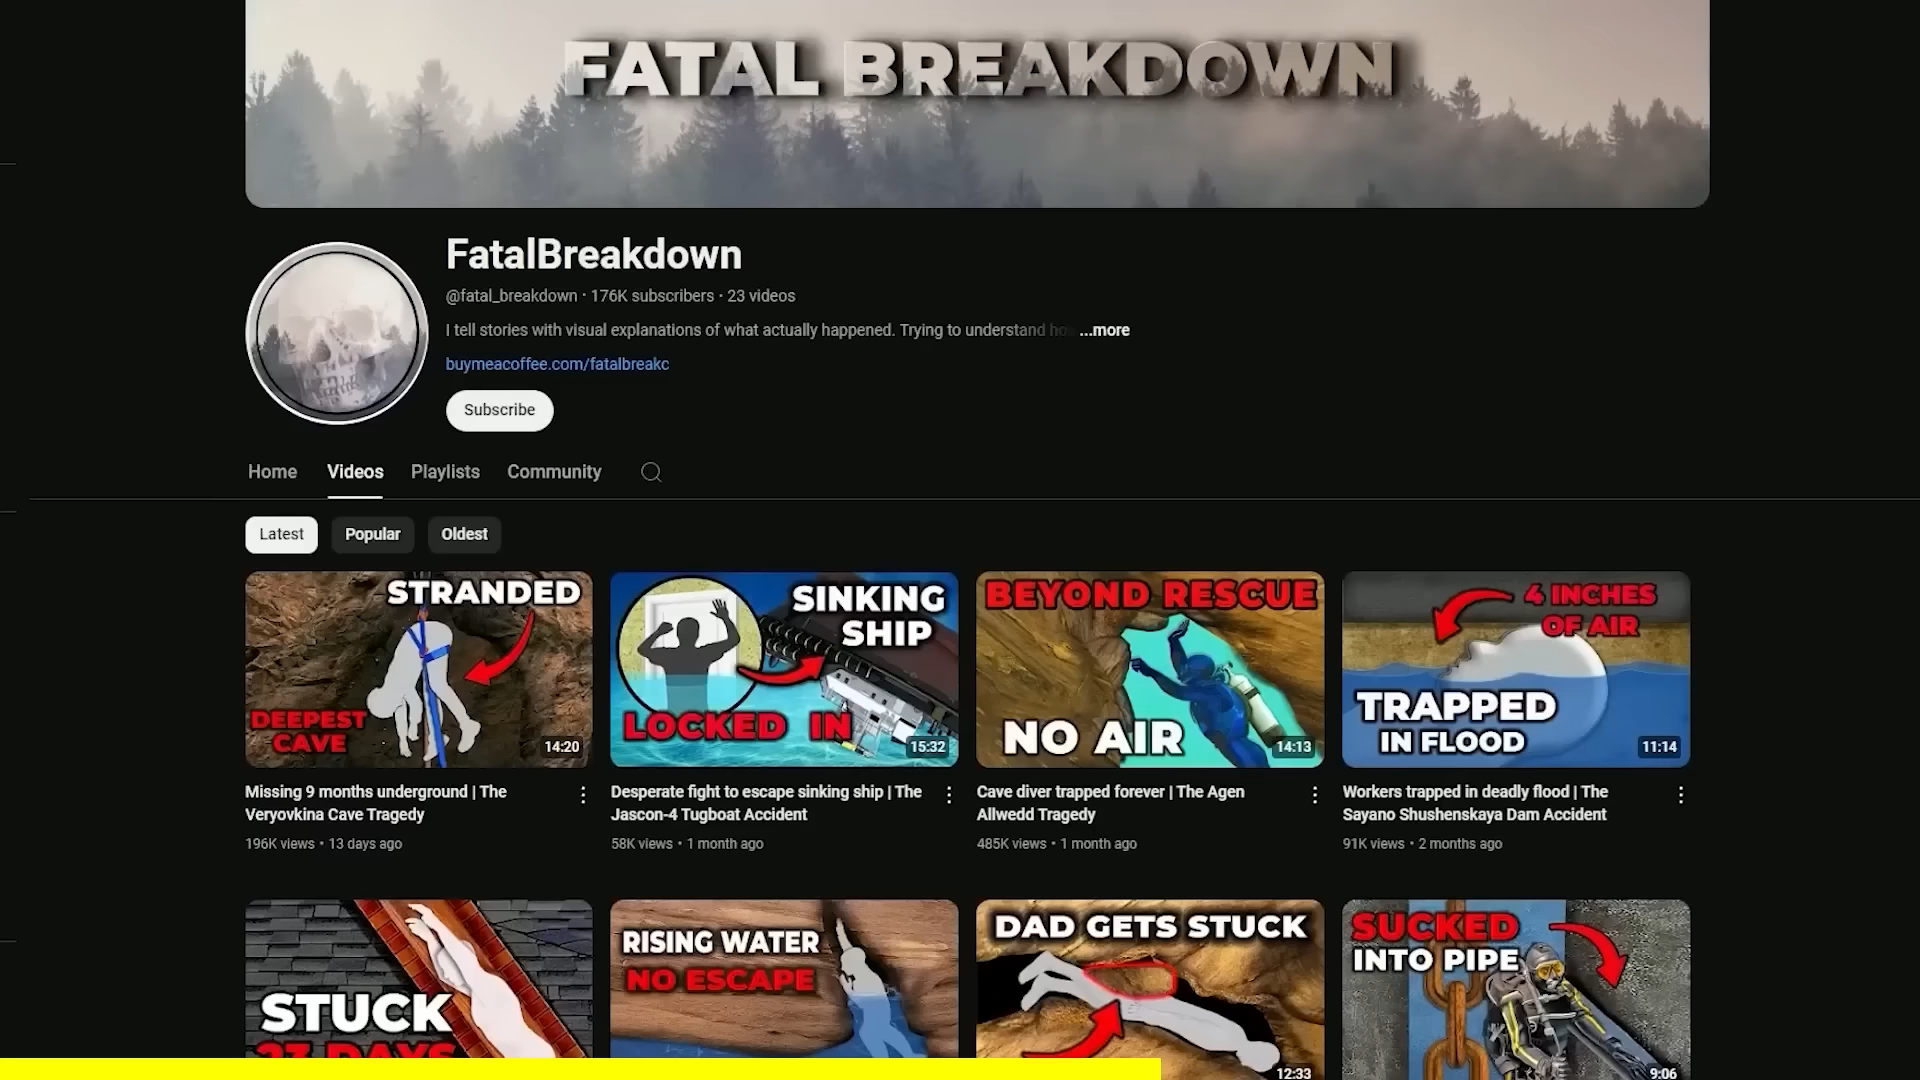 FATAL BREAKDOWN
FatalBreakdown
@fatal_breakdown · 176K subscribers · 23 videos
I tell stories with visual explanations of what actually happened. Trying to understand ...more
buymeacoffee.com/fatalbreakc
Subscribe
Home Videos Playlists Community
Latest Popular Oldest
STRANDED
DEEPEST
CAVE
14:20
SINKING
SHIP
LOCKED IN
15:32
BEYOND RESCUE
NO AIR
14:13
4 INCHES
OF AIR
TRAPPED
IN FLOOD
11:14
Missing 9 months underground | The
Veryovkina Cave Tragedy
196K views • 13 days ago
Desperate fight to escape sinking ship | The
Jascon-4 Tugboat Accident
58K views • 1 month ago
Cave diver trapped forever | The Agen
Allwedd Tragedy
485K views • 1 month ago
Workers trapped in deadly flood | The
Sayano Shushenskaya Dam Accident
91K views • 2 months ago
STUCK
RISING WATER
NO ESCAPE
DAD GETS STUCK
12:33
SUCKED
INTO PIPE
9:06